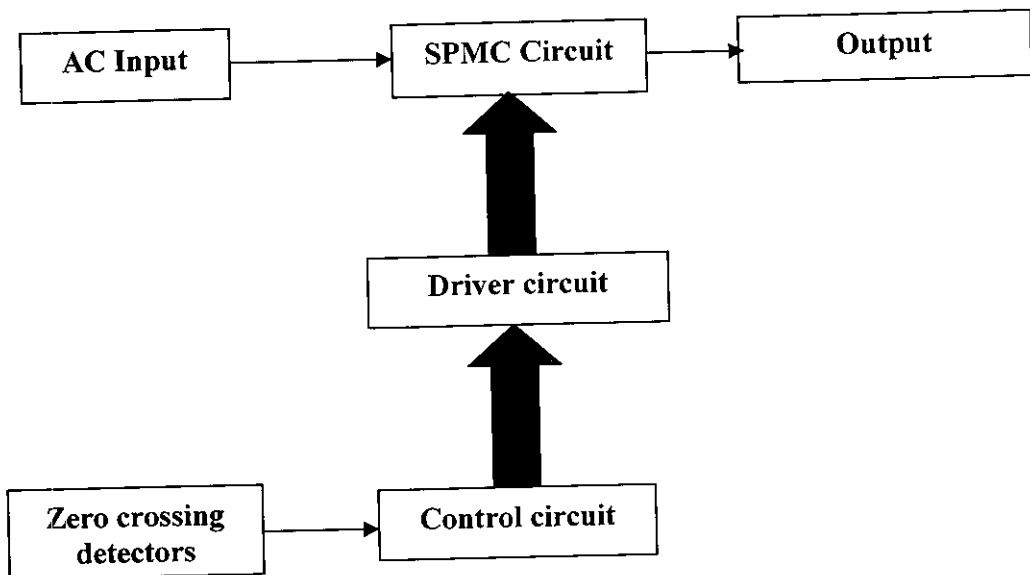 AC Input
SPMC Circuit
Output
Driver circuit
Zero crossing
detectors
Control circuit